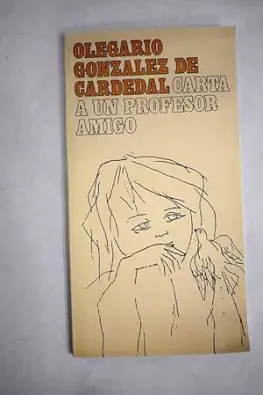 OLEGARIO
GONZALEZ DE
CARDEDAL CARTA
A UN PROFESOR
AMIGO